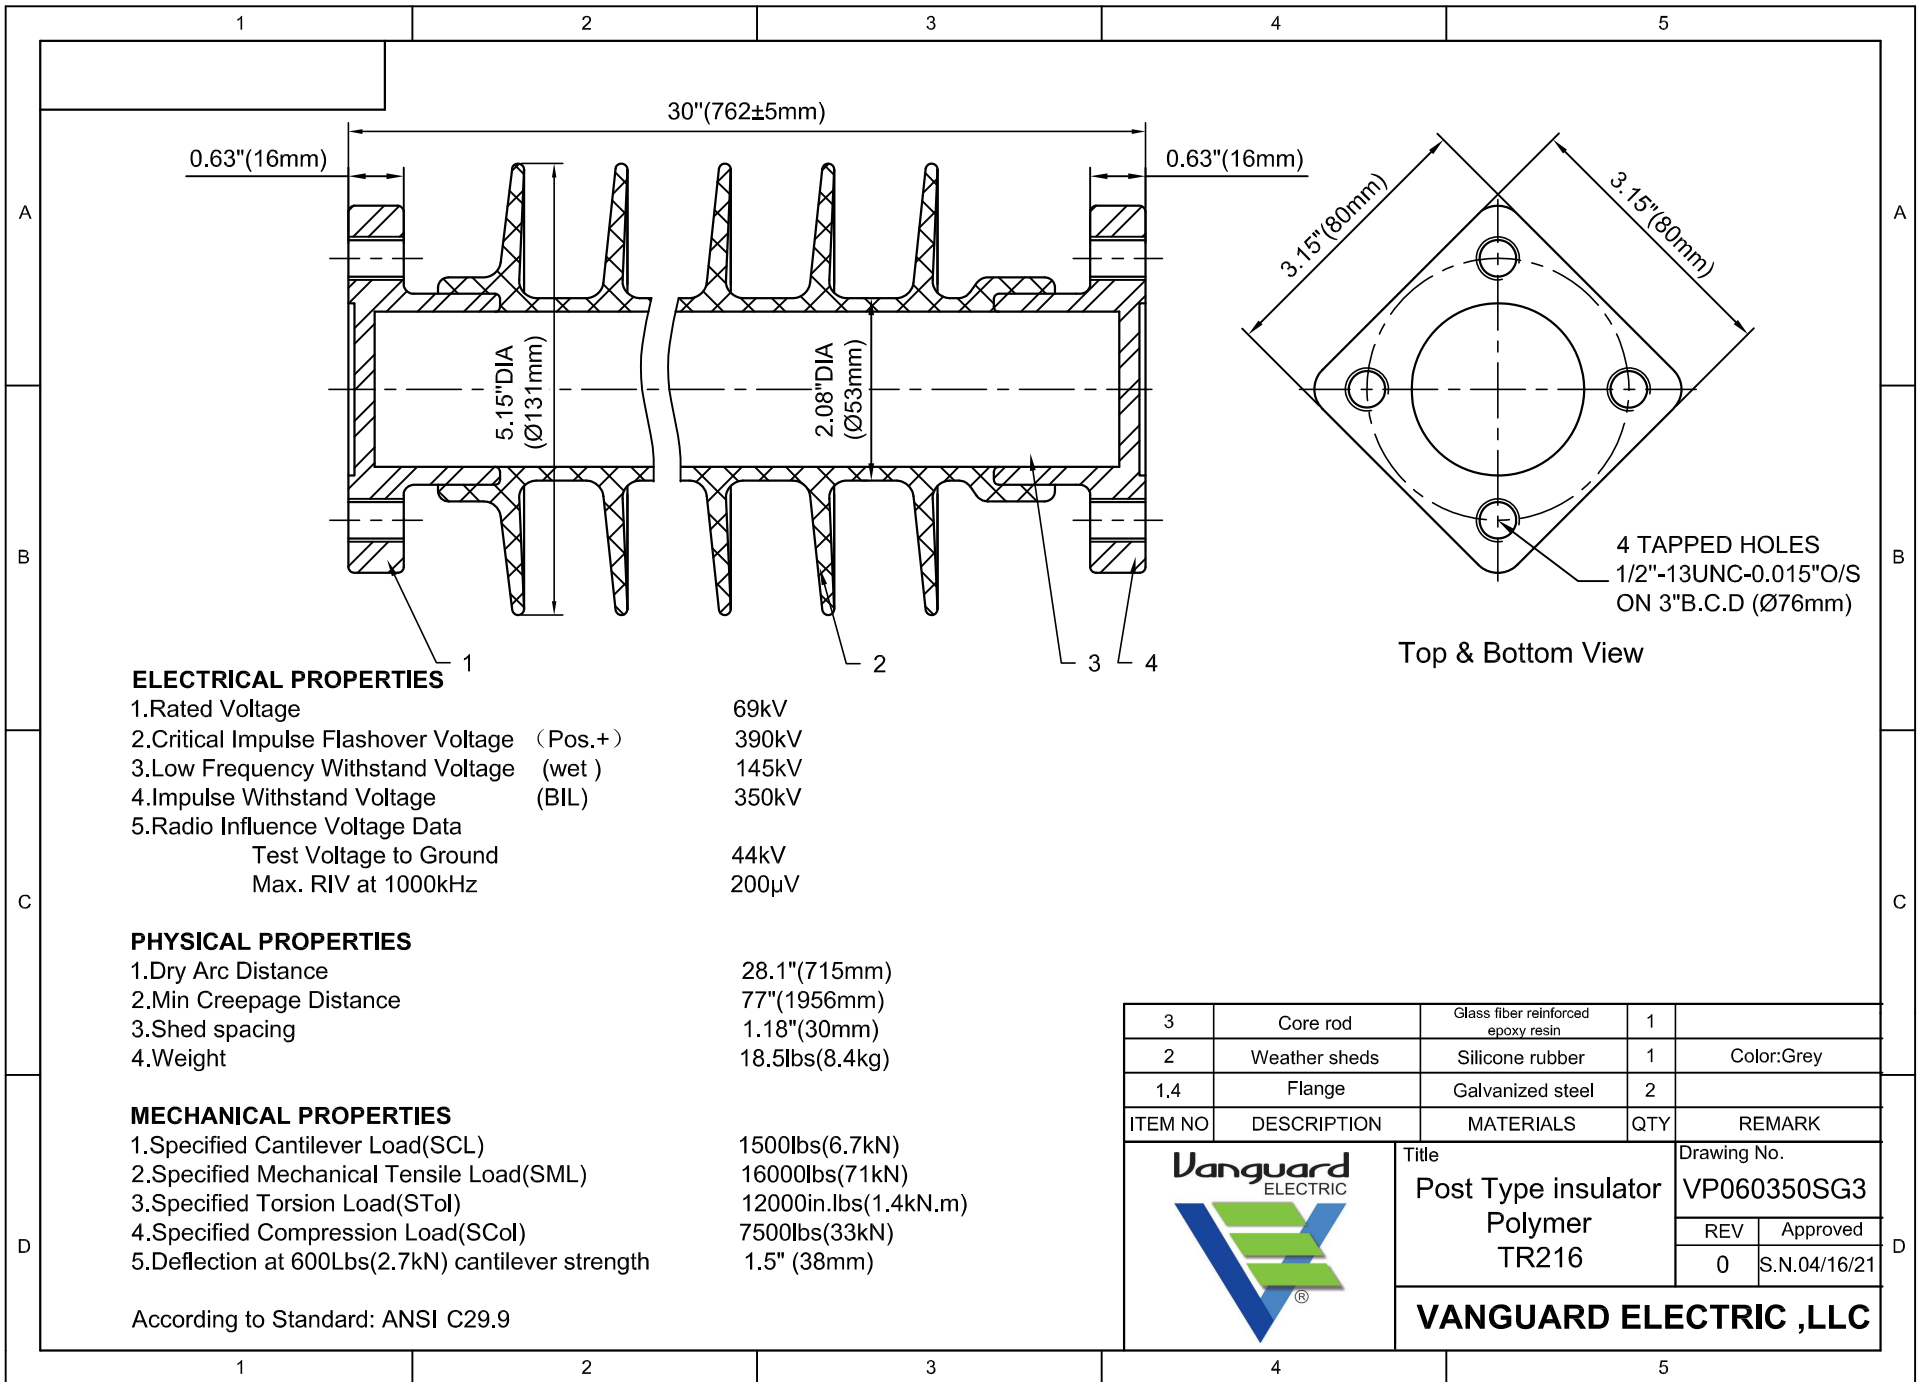 1 2 3 4 5
A A
B B
C C
D D
1 2 3 4 5
30"(762±5mm)
0.63"(16mm)
0.63"(16mm)
5.15"DIA
(Ø131mm)
2.08"DIA
(Ø53mm)
1
2
3
4
3.15"(80mm)
3.15"(80mm)
4 TAPPED HOLES
1/2"-13UNC-0.015"O/S
ON 3"B.C.D (Ø76mm)
Top & Bottom View
ELECTRICAL PROPERTIES
1.Rated Voltage 69kV
2.Critical Impulse Flashover Voltage （Pos.+） 390kV
3.Low Frequency Withstand Voltage (wet ) 145kV
4.Impulse Withstand Voltage (BIL) 350kV
5.Radio Influence Voltage Data
Test Voltage to Ground 44kV
Max. RIV at 1000kHz 200µV
PHYSICAL PROPERTIES
1.Dry Arc Distance 28.1"(715mm)
2.Min Creepage Distance 77"(1956mm)
3.Shed spacing 1.18"(30mm)
4.Weight 18.5lbs(8.4kg)
MECHANICAL PROPERTIES
1.Specified Cantilever Load(SCL) 1500lbs(6.7kN)
2.Specified Mechanical Tensile Load(SML) 16000lbs(71kN)
3.Specified Torsion Load(STol) 12000in.lbs(1.4kN.m)
4.Specified Compression Load(SCol) 7500lbs(33kN)
5.Deflection at 600Lbs(2.7kN) cantilever strength 1.5" (38mm)
According to Standard: ANSI C29.9
3 Core rod Glass fiber reinforced epoxy resin 1
2 Weather sheds Silicone rubber 1 Color:Grey
1,4 Flange Galvanized steel 2
ITEM NO DESCRIPTION MATERIALS QTY REMARK
Vanguard
ELECTRIC
®
Title
Post Type insulator
Polymer
TR216
Drawing No.
VP060350SG3
REV Approved
0 S.N.04/16/21
VANGUARD ELECTRIC ,LLC